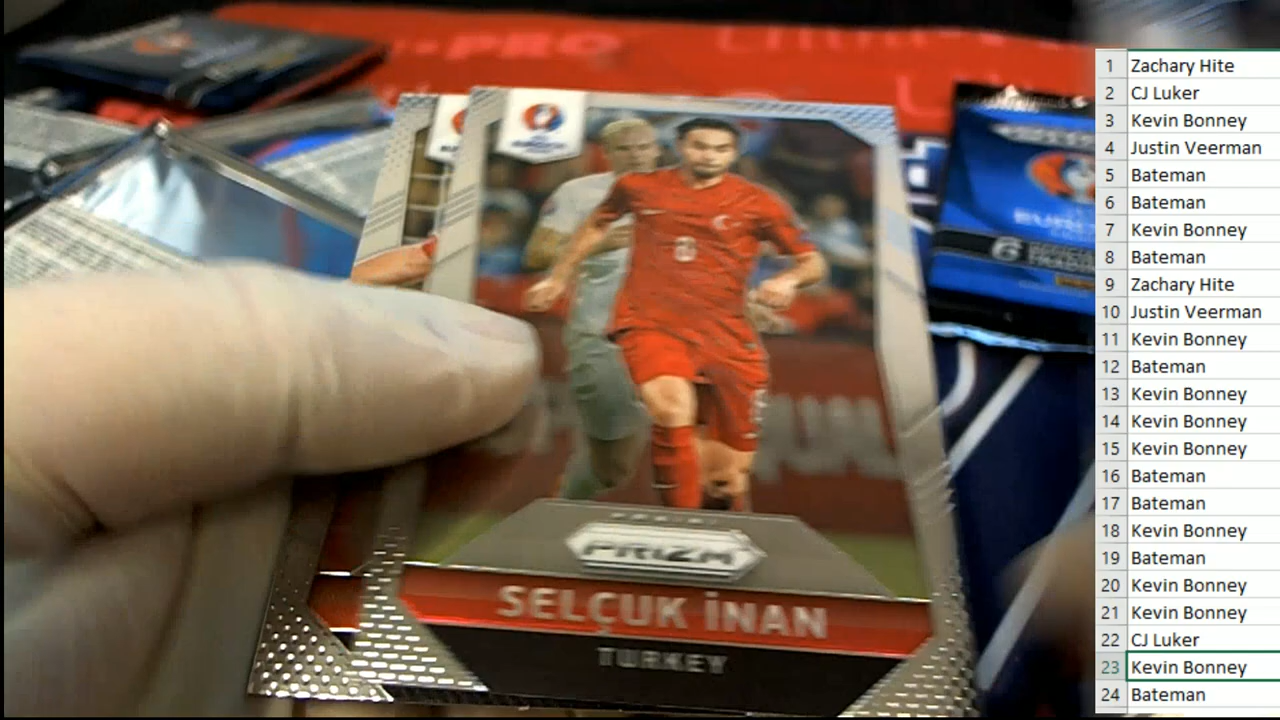 PRO
PRIZM
SELÇUK İNAN
TURKEY
6
1 Zachary Hite
2 CJ Luker
3 Kevin Bonney
4 Justin Veerman
5 Bateman
6 Bateman
7 Kevin Bonney
8 Bateman
9 Zachary Hite
10 Justin Veerman
11 Kevin Bonney
12 Bateman
13 Kevin Bonney
14 Kevin Bonney
15 Kevin Bonney
16 Bateman
17 Bateman
18 Kevin Bonney
19 Bateman
20 Kevin Bonney
21 Kevin Bonney
22 CJ Luker
23 Kevin Bonney
24 Bateman